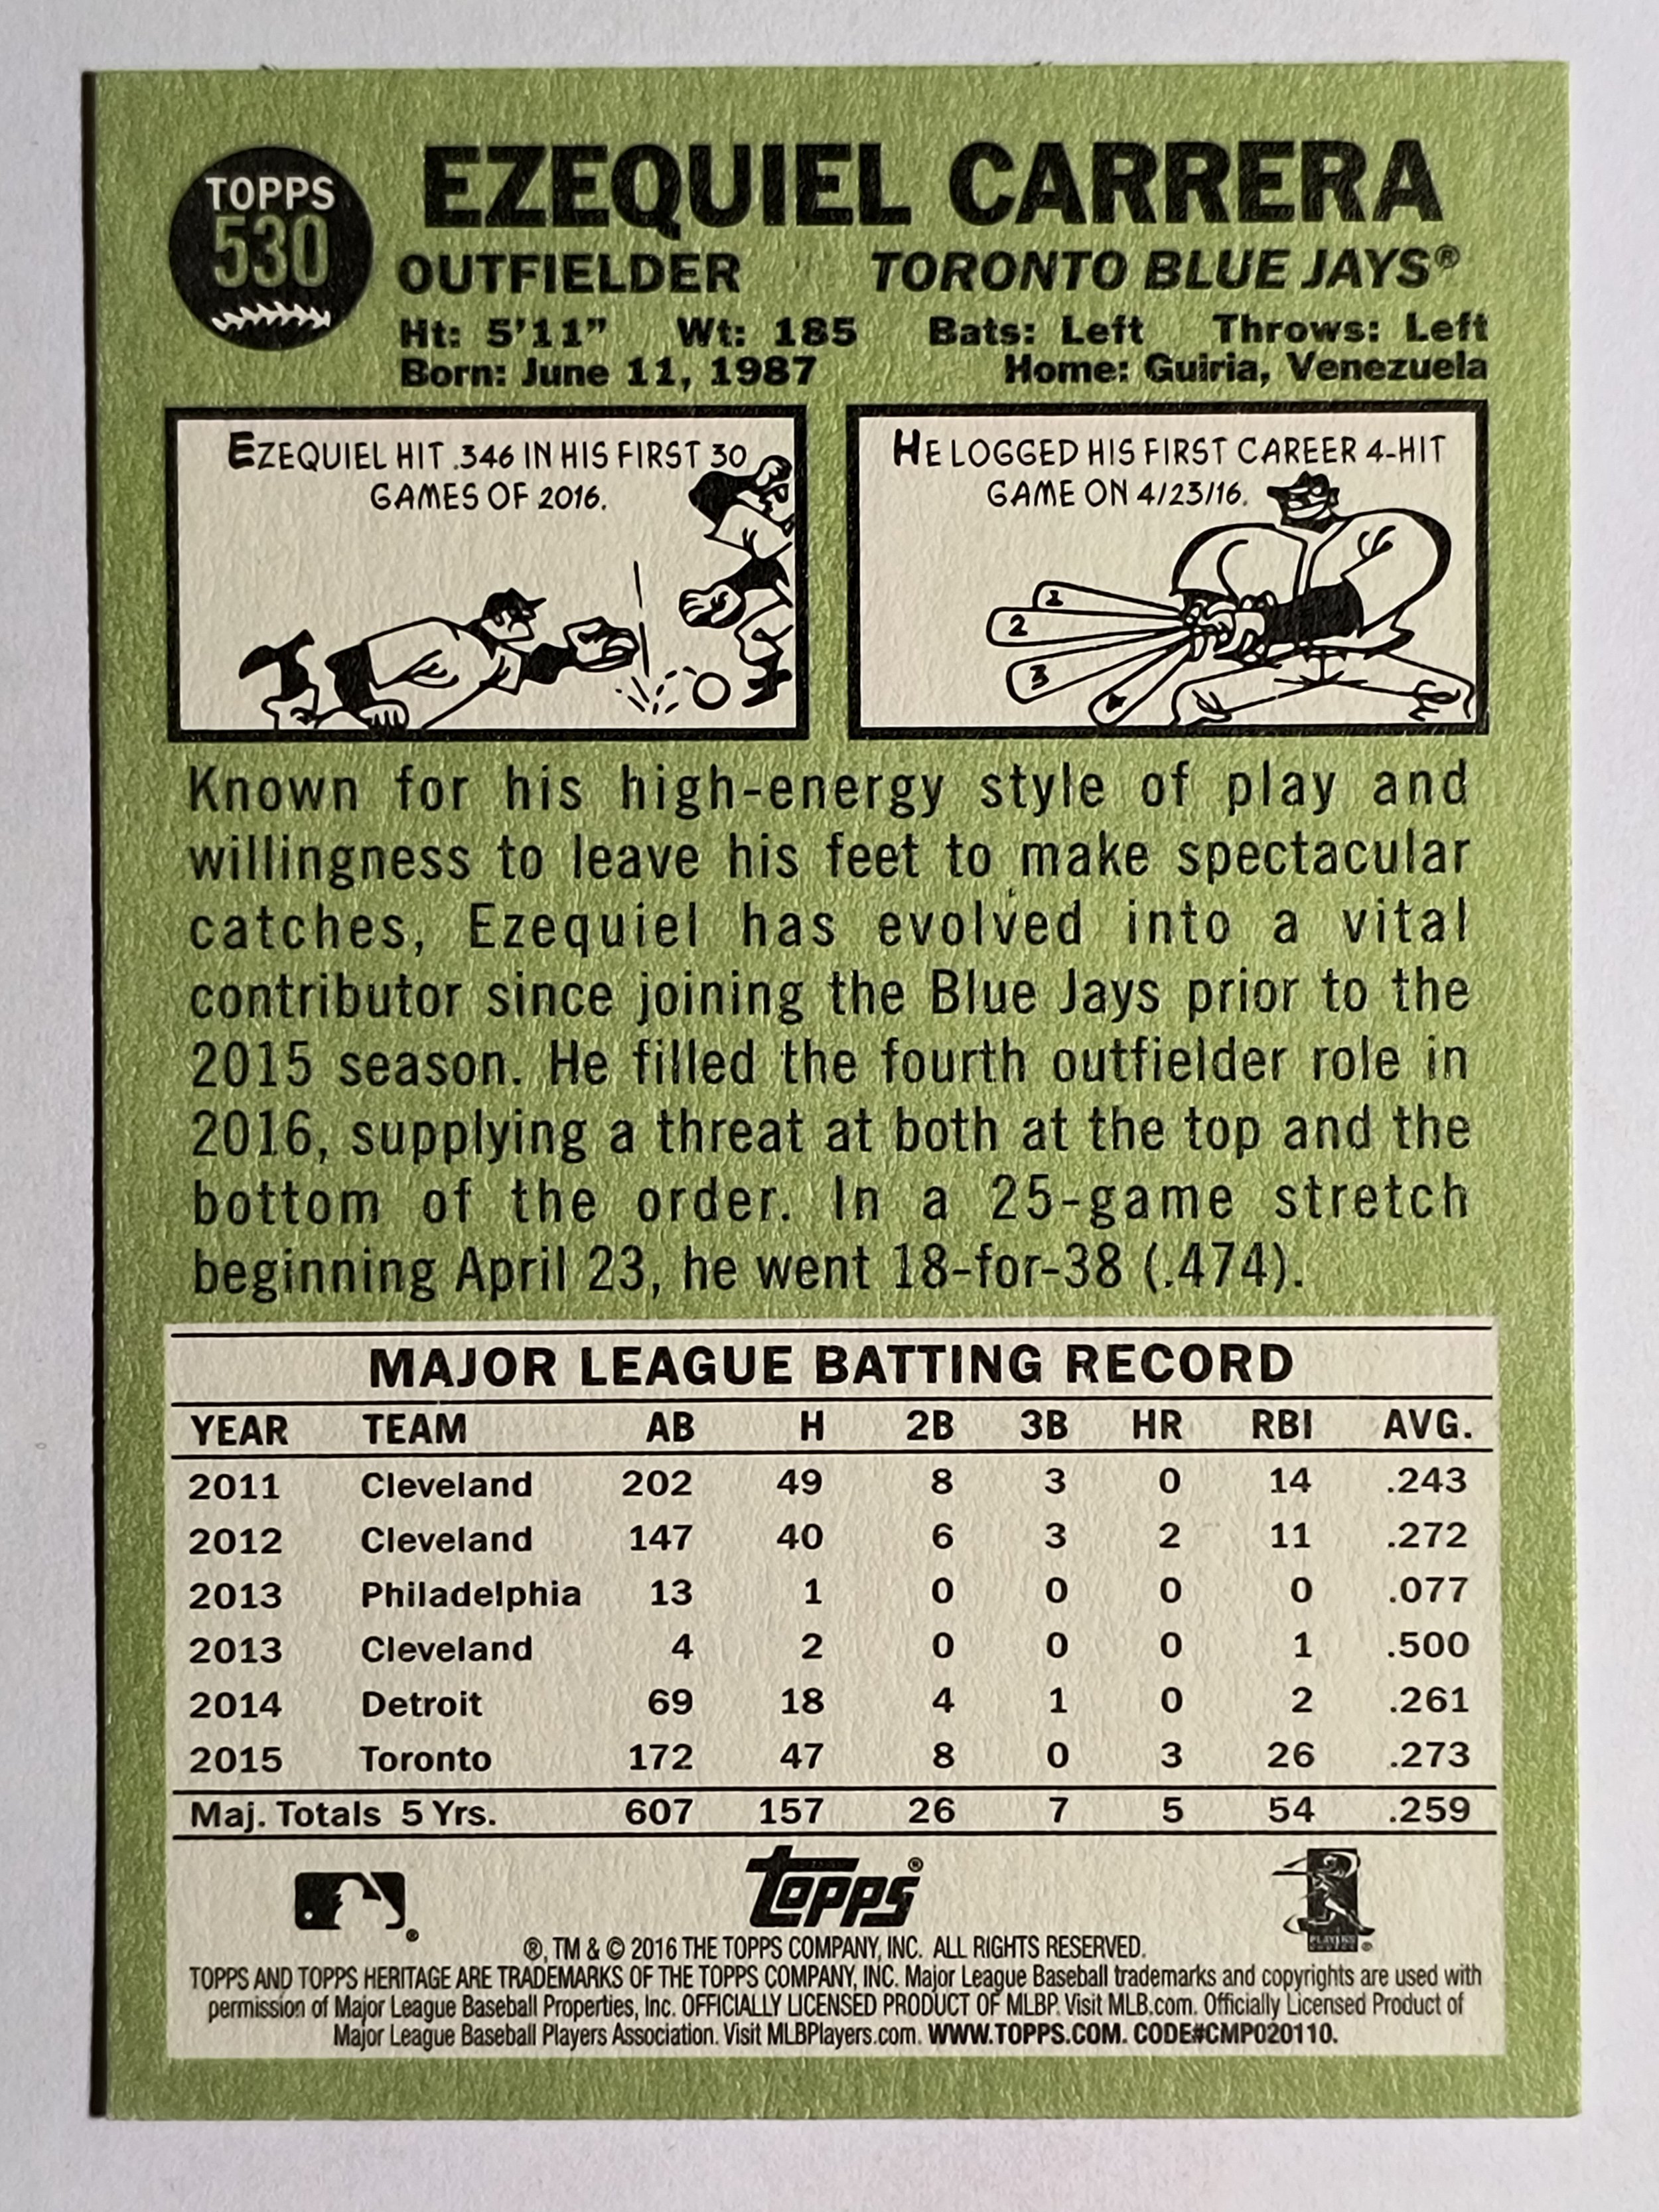 TOPPS
530
EZEQUIEL CARRERA
OUTFIELDER TORONTO BLUE JAYS®
Ht: 5'11" Wt: 185 Bats: Left Throws: Left
Born: June 11, 1987 Home: Guiria, Venezuela
EZEQUIEL HIT .346 IN HIS FIRST 30
GAMES OF 2016.
HE LOGGED HIS FIRST CAREER 4-HIT
GAME ON 4/23/16.
1
2
3
Known for his high-energy style of play and
willingness to leave his feet to make spectacular
catches, Ezequiel has evolved into a vital
contributor since joining the Blue Jays prior to the
2015 season. He filled the fourth outfielder role in
2016, supplying a threat at both at the top and the
bottom of the order. In a 25-game stretch
beginning April 23, he went 18-for-38 (.474).
MAJOR LEAGUE BATTING RECORD
YEAR TEAM AB H 2B 3B HR RBI AVG.
2011 Cleveland 202 49 8 3 0 14 .243
2012 Cleveland 147 40 6 3 2 11 .272
2013 Philadelphia 13 1 0 0 0 0 .077
2013 Cleveland 4 2 0 0 0 1 .500
2014 Detroit 69 18 4 1 0 2 .261
2015 Toronto 172 47 8 0 3 26 .273
Maj. Totals 5 Yrs. 607 157 26 7 5 54 .259
Topps®
PLAYERS
®, TM & © 2016 THE TOPPS COMPANY, INC. ALL RIGHTS RESERVED.
TOPPS AND TOPPS HERITAGE ARE TRADEMARKS OF THE TOPPS COMPANY, INC. Major League Baseball trademarks and copyrights are used with
permission of Major League Baseball Properties, Inc. OFFICIALLY LICENSED PRODUCT OF MLBP. Visit MLB.com. Officially Licensed Product of
Major League Baseball Players Association. Visit MLBPlayers.com. WWW.TOPPS.COM. CODE#CMP020110.